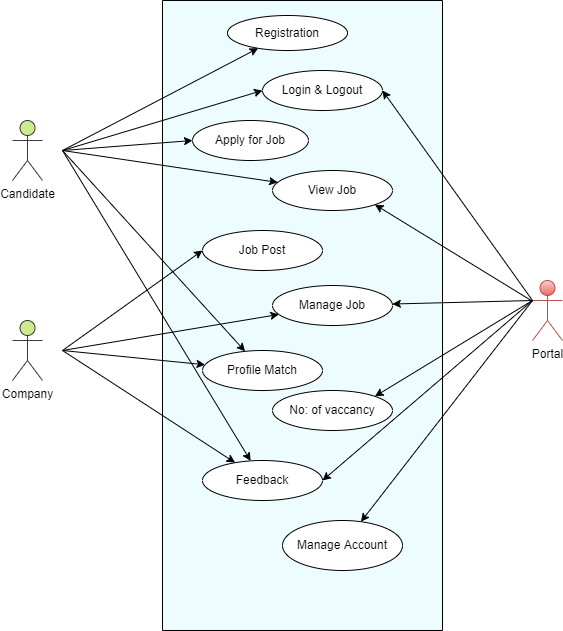 Registration
Login & Logout
Apply for Job
Candidate
View Job
Job Post
Manage Job
Portal
Company
Profile Match
No: of vaccancy
Feedback
Manage Account